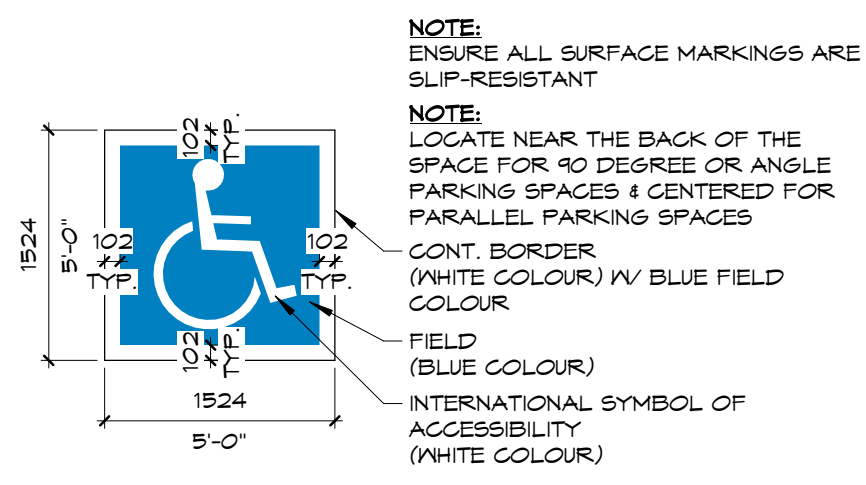 NOTE:
ENSURE ALL SURFACE MARKINGS ARE
SLIP-RESISTANT
NOTE:
LOCATE NEAR THE BACK OF THE
SPACE FOR 90 DEGREE OR ANGLE
PARKING SPACES & CENTERED FOR
PARALLEL PARKING SPACES
CONT. BORDER
(WHITE COLOUR) W/ BLUE FIELD
COLOUR
FIELD
(BLUE COLOUR)
INTERNATIONAL SYMBOL OF
ACCESSIBILITY
(WHITE COLOUR)
102
TYP.
1524
5'-0"
102
TYP.
102
TYP.
102
TYP.
1524
5'-0"